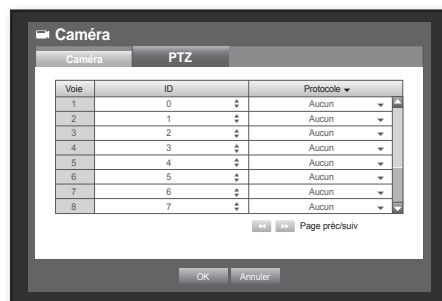 Caméra
Caméra PTZ
Voie ID Protocole
1 0 Aucun
2 1 Aucun
3 2 Aucun
4 3 Aucun
5 4 Aucun
6 5 Aucun
7 6 Aucun
8 7 Aucun
Page prèc/suiv
OK Annuler